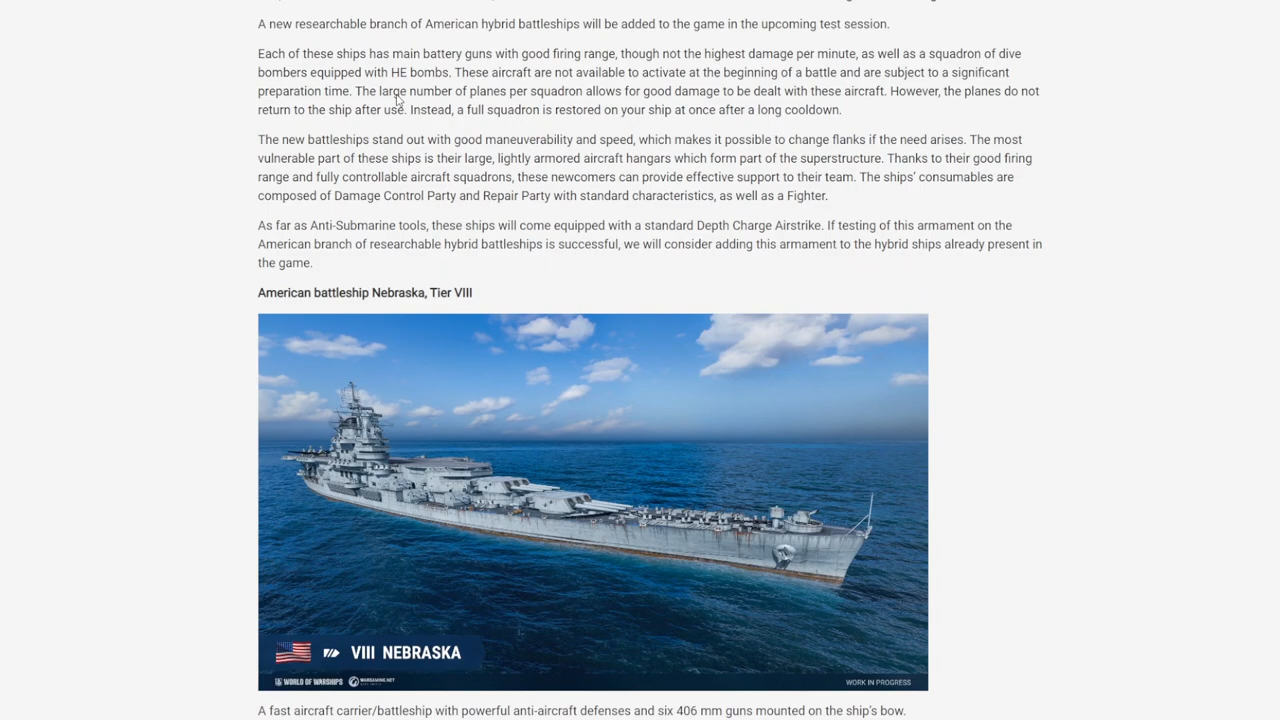 A new researchable branch of American hybrid battleships will be added to the game in the upcoming test session.
Each of these ships has main battery guns with good firing range, though not the highest damage per minute, as well as a squadron of dive
bombers equipped with HE bombs. These aircraft are not available to activate at the beginning of a battle and are subject to a significant
preparation time. The large number of planes per squadron allows for good damage to be dealt with these aircraft. However, the planes do not
return to the ship after use. Instead, a full squadron is restored on your ship at once after a long cooldown.
The new battleships stand out with good maneuverability and speed, which makes it possible to change flanks if the need arises. The most
vulnerable part of these ships is their large, lightly armored aircraft hangars which form part of the superstructure. Thanks to their good firing
range and fully controllable aircraft squadrons, these newcomers can provide effective support to their team. The ships' consumables are
composed of Damage Control Party and Repair Party with standard characteristics, as well as a Fighter.
As far as Anti-Submarine tools, these ships will come equipped with a standard Depth Charge Airstrike. If testing of this armament on the
American branch of researchable hybrid battleships is successful, we will consider adding this armament to the hybrid ships already present in
the game.
American battleship Nebraska, Tier VIII
VIII NEBRASKA
WORLD OF WARSHIPS WARGAMING.NET WORK IN PROGRESS
A fast aircraft carrier/battleship with powerful anti-aircraft defenses and six 406 mm guns mounted on the ship's bow.